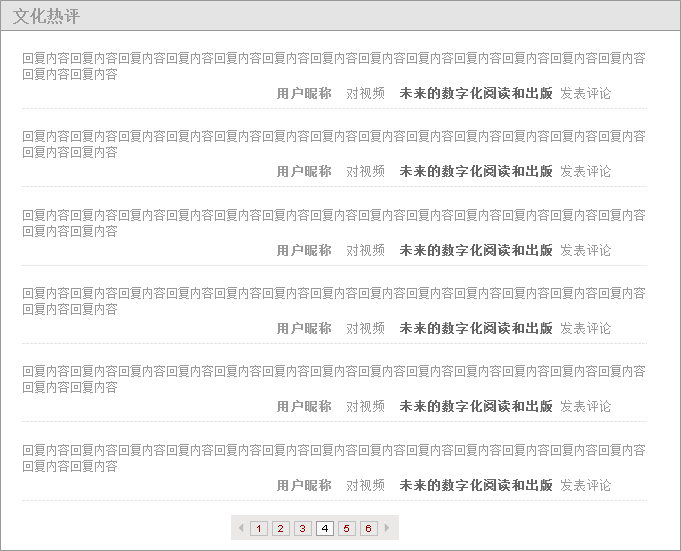 文化热评
回复内容回复内容回复内容回复内容回复内容回复内容回复内容回复内容回复内容回复内容回复内容回复内容回复内容
回复内容回复内容
用户昵称 对视频 未来的数字化阅读和出版 发表评论
回复内容回复内容回复内容回复内容回复内容回复内容回复内容回复内容回复内容回复内容回复内容回复内容回复内容
回复内容回复内容
用户昵称 对视频 未来的数字化阅读和出版 发表评论
回复内容回复内容回复内容回复内容回复内容回复内容回复内容回复内容回复内容回复内容回复内容回复内容回复内容
回复内容回复内容
用户昵称 对视频 未来的数字化阅读和出版 发表评论
回复内容回复内容回复内容回复内容回复内容回复内容回复内容回复内容回复内容回复内容回复内容回复内容回复内容
回复内容回复内容
用户昵称 对视频 未来的数字化阅读和出版 发表评论
回复内容回复内容回复内容回复内容回复内容回复内容回复内容回复内容回复内容回复内容回复内容回复内容回复内容
回复内容回复内容
用户昵称 对视频 未来的数字化阅读和出版 发表评论
回复内容回复内容回复内容回复内容回复内容回复内容回复内容回复内容回复内容回复内容回复内容回复内容回复内容
回复内容回复内容
用户昵称 对视频 未来的数字化阅读和出版 发表评论
1 2 3 4 5 6